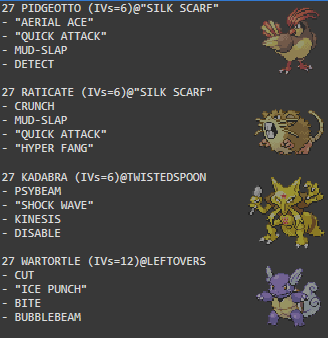 27 PIDGEOTTO (IVs=6)@"SILK SCARF"
- "AERIAL ACE"
- "QUICK ATTACK"
- MUD-SLAP
- DETECT
27 RATICATE (IVs=6)@"SILK SCARF"
- CRUNCH
- MUD-SLAP
- "QUICK ATTACK"
- "HYPER FANG"
27 KADABRA (IVs=6)@TWISTEDSPOON
- PSYBEAM
- "SHOCK WAVE"
- KINESIS
- DISABLE
27 WARTORTLE (IVs=12)@LEFTOVERS
- CUT
- "ICE PUNCH"
- BITE
- BUBBLEBEAM